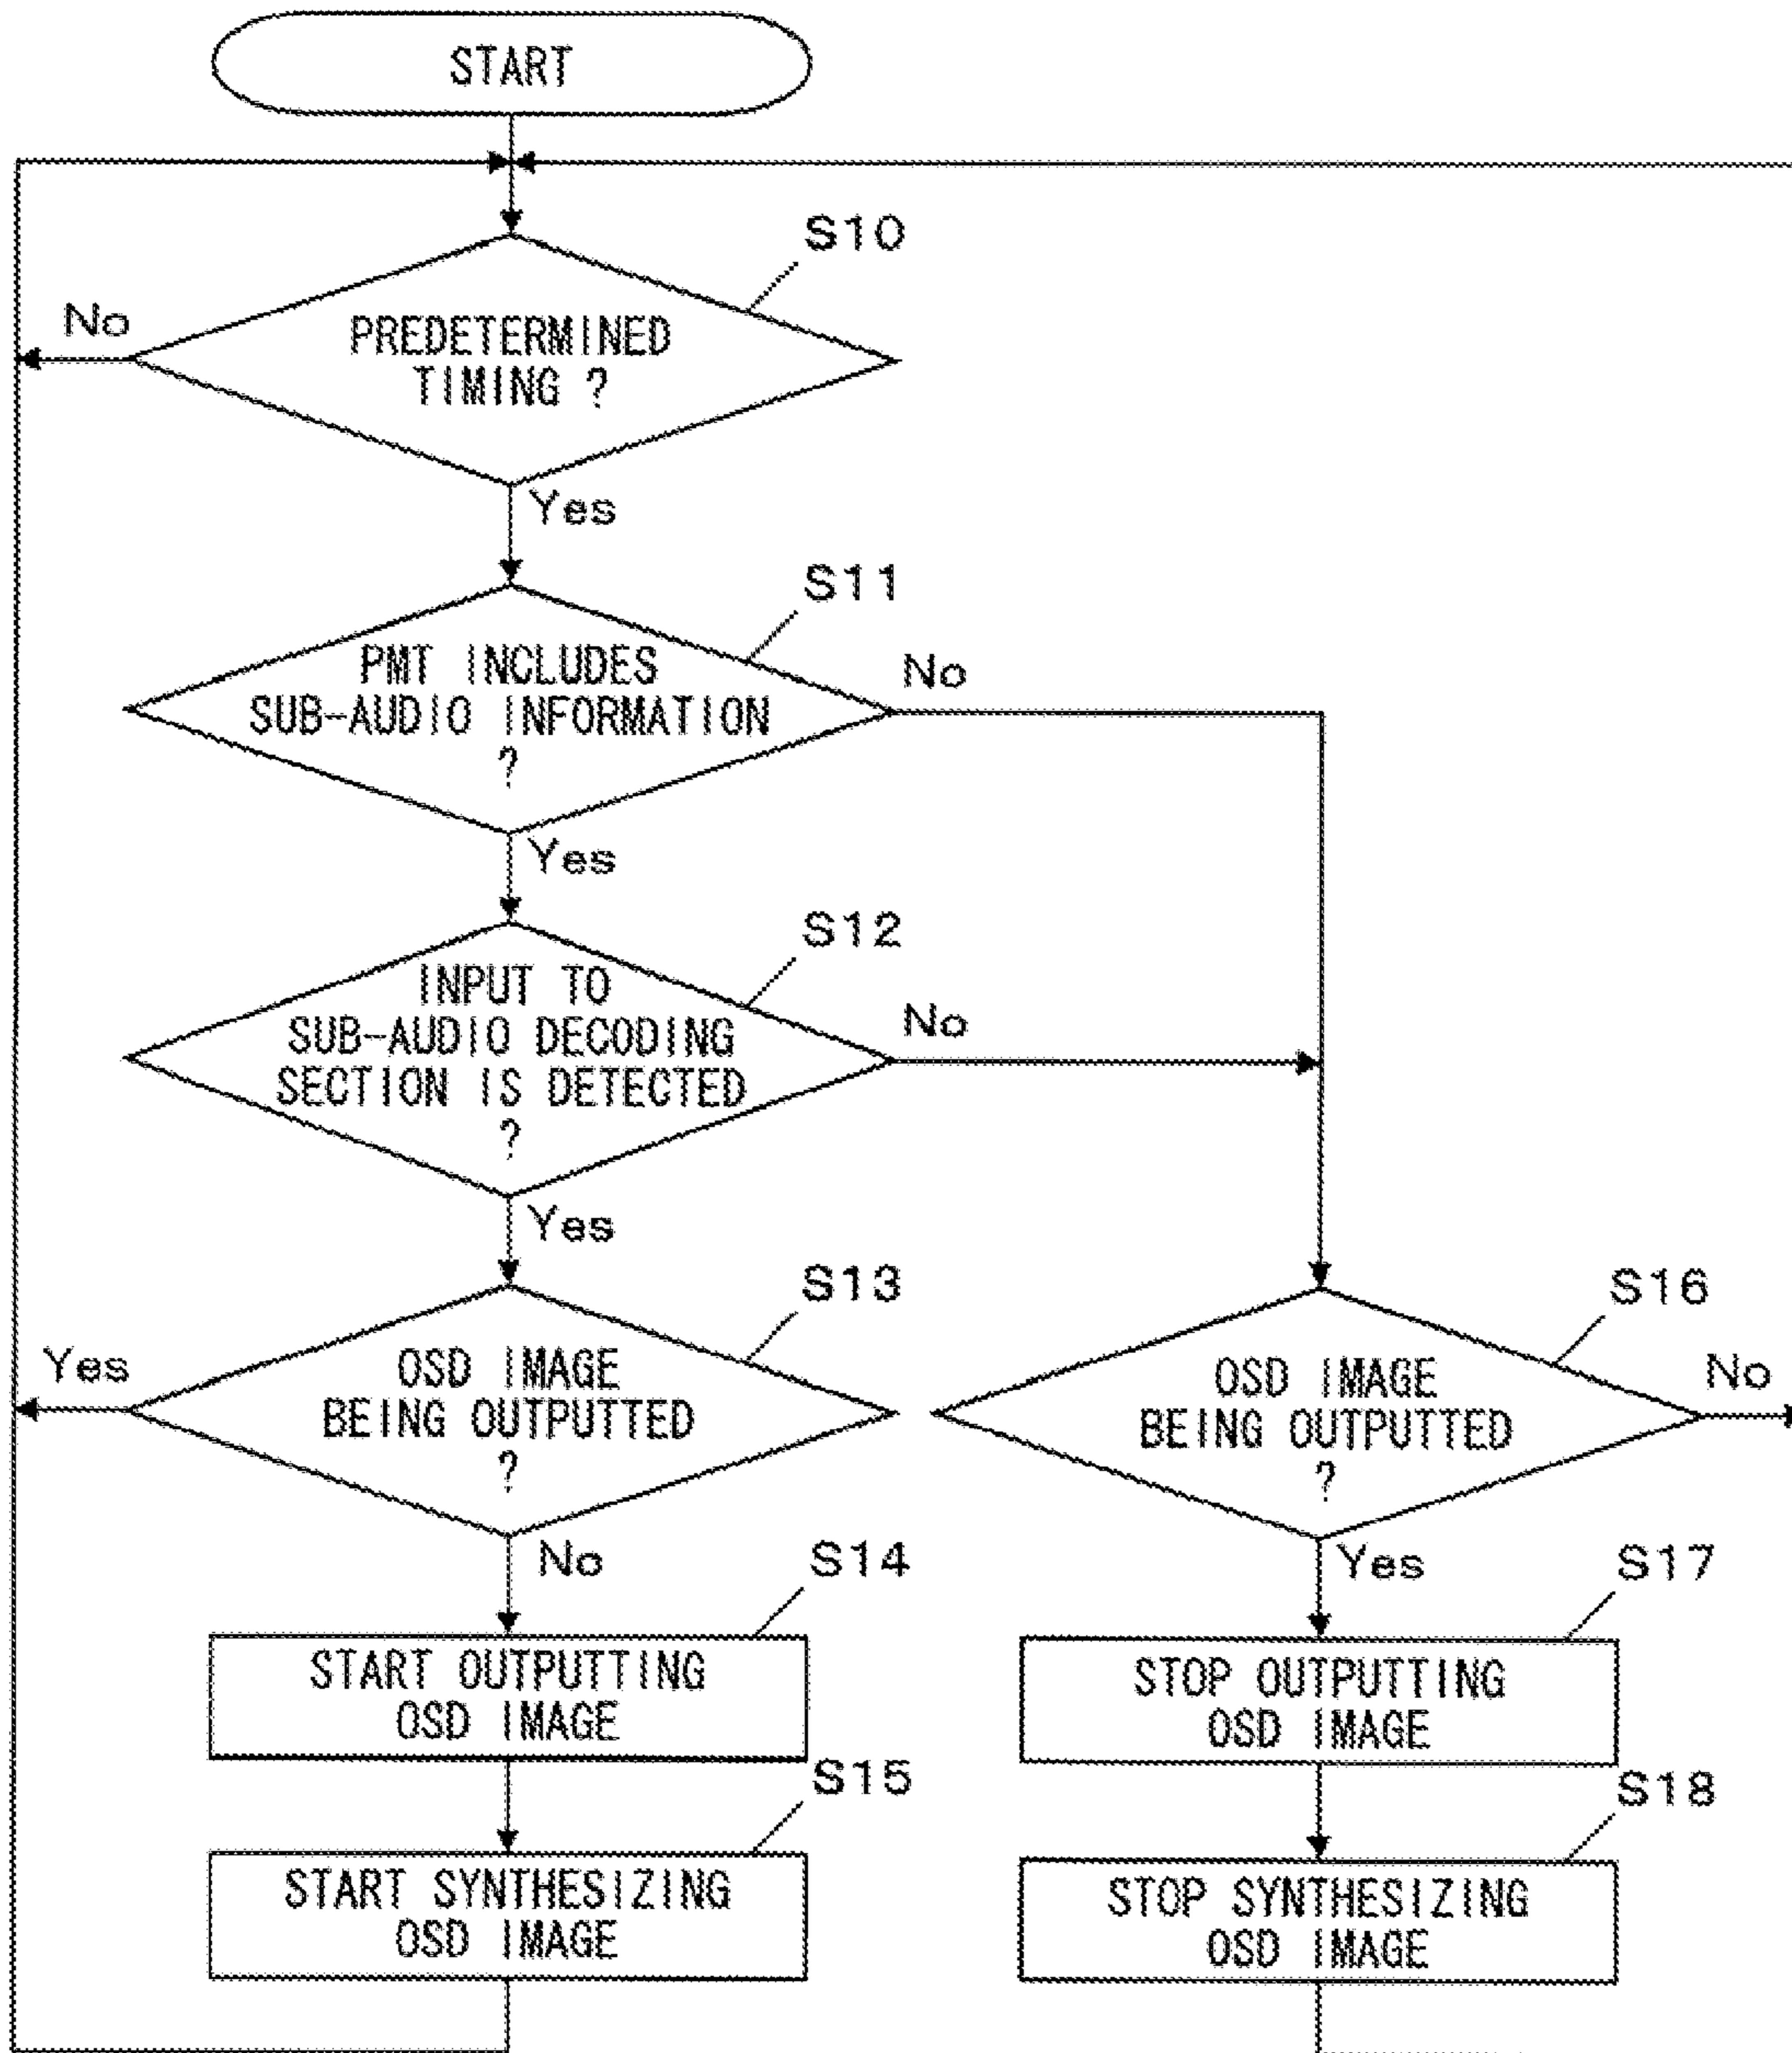 START
S10
No
PREDETERMINED
TIMING ?
Yes
S11
PMT INCLUDES
SUB-AUDIO INFORMATION
?
No
Yes
S12
INPUT TO
SUB-AUDIO DECODING
SECTION IS DETECTED
?
No
Yes
S13
Yes
OSD IMAGE
BEING OUTPUTTED
?
S16
OSD IMAGE
BEING OUTPUTTED
?
No
No
S14
Yes
S17
START OUTPUTTING
OSD IMAGE
STOP OUTPUTTING
OSD IMAGE
S15
S18
START SYNTHESIZING
OSD IMAGE
STOP SYNTHESIZING
OSD IMAGE